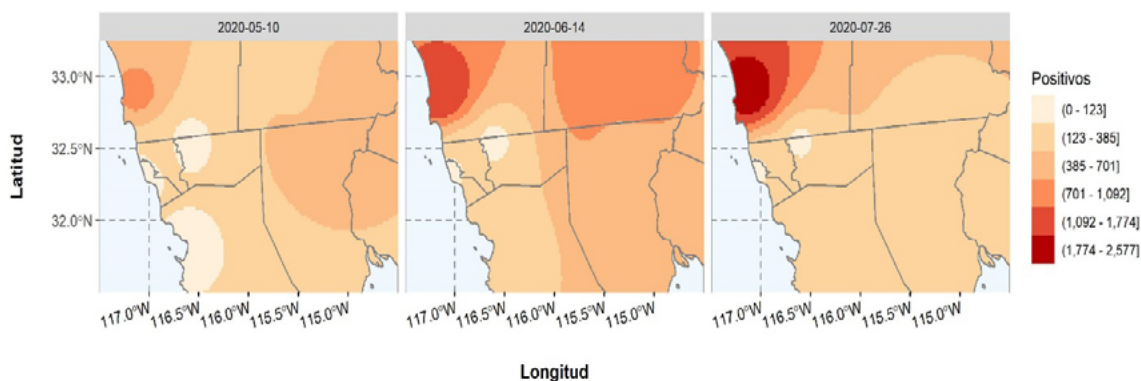 2020-05-10
2020-06-14
2020-07-26
Latitud
33.0°N
32.5°N
32.0°N
117.0°W 116.5°W 116.0°W 115.5°W 115.0°W
117.0°W 116.5°W 116.0°W 115.5°W 115.0°W
117.0°W 116.5°W 116.0°W 115.5°W 115.0°W
Longitud
Positivos
(0 - 123]
(123 - 385]
(385 - 701]
(701 - 1,092]
(1,092 - 1,774]
(1,774 - 2,577]